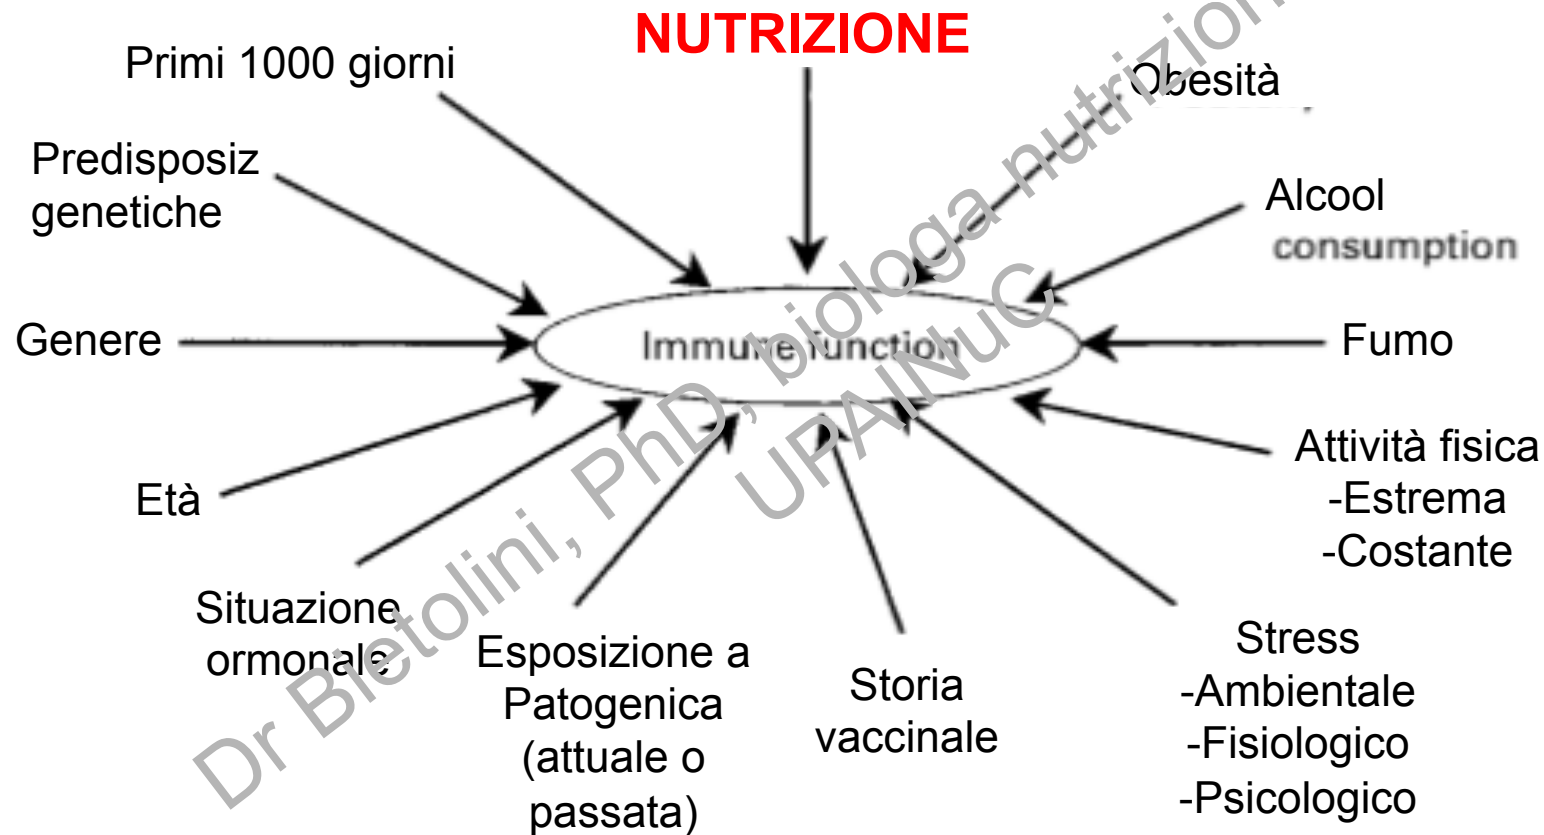 NUTRIZIONE
Primi 1000 giorni
Obesità
Predisposiz
genetiche
Alcool
consumption
Genere
Immune function
Fumo
Età
Attività fisica
-Estrema
-Costante
Situazione
ormonale
Esposizione a
Patogenica
(attuale o
passata)
Storia
vaccinale
Stress
-Ambientale
-Fisiologico
-Psicologico
Dr Bietolini, PhD, biologa nutrizion
UPAINuC